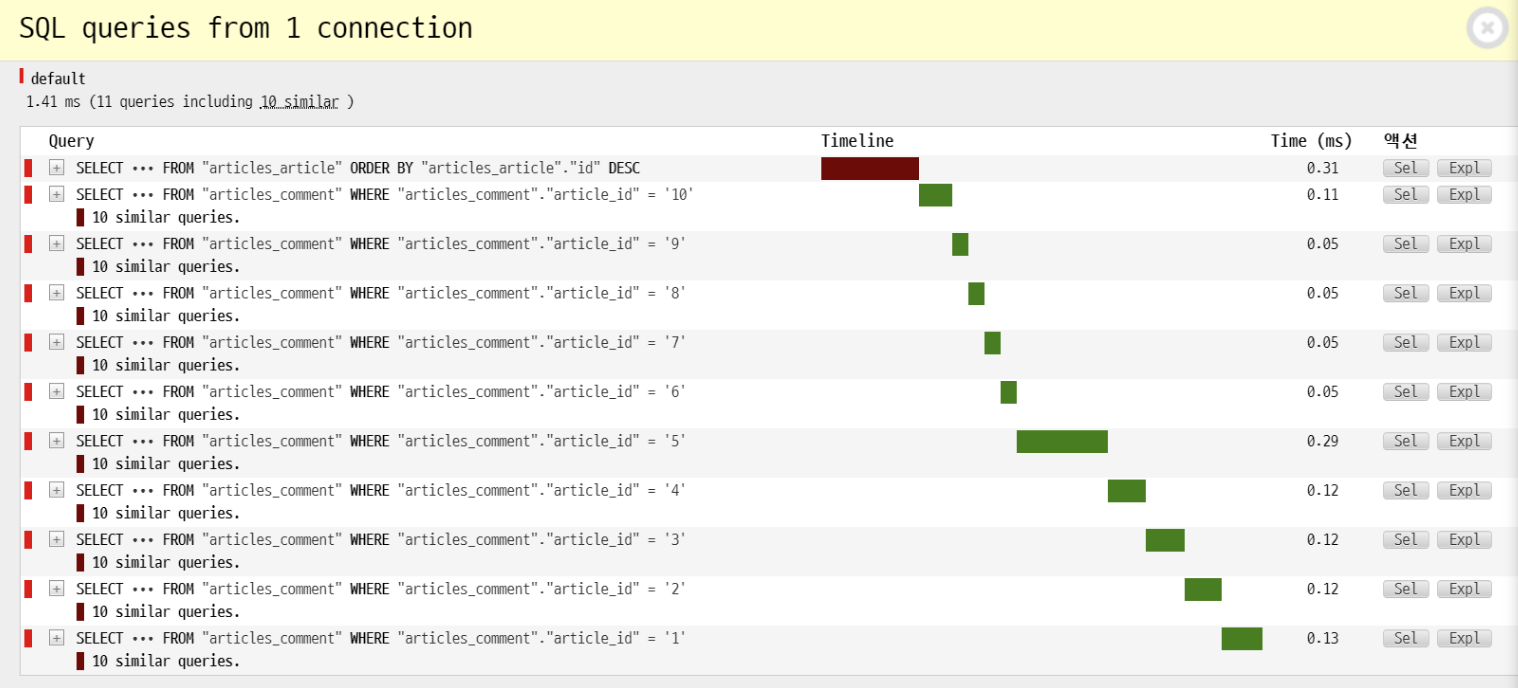 SQL queries from 1 connection
default
1.41 ms (11 queries including 10 similar )
Query Timeline Time (ms) 액션
+ SELECT ••• FROM "articles_article" ORDER BY "articles_article"."id" DESC 0.31 Sel Expl
+ SELECT ••• FROM "articles_comment" WHERE "articles_comment"."article_id" = '10' 0.11 Sel Expl
10 similar queries.
+ SELECT ••• FROM "articles_comment" WHERE "articles_comment"."article_id" = '9' 0.05 Sel Expl
10 similar queries.
+ SELECT ••• FROM "articles_comment" WHERE "articles_comment"."article_id" = '8' 0.05 Sel Expl
10 similar queries.
+ SELECT ••• FROM "articles_comment" WHERE "articles_comment"."article_id" = '7' 0.05 Sel Expl
10 similar queries.
+ SELECT ••• FROM "articles_comment" WHERE "articles_comment"."article_id" = '6' 0.05 Sel Expl
10 similar queries.
+ SELECT ••• FROM "articles_comment" WHERE "articles_comment"."article_id" = '5' 0.29 Sel Expl
10 similar queries.
+ SELECT ••• FROM "articles_comment" WHERE "articles_comment"."article_id" = '4' 0.12 Sel Expl
10 similar queries.
+ SELECT ••• FROM "articles_comment" WHERE "articles_comment"."article_id" = '3' 0.12 Sel Expl
10 similar queries.
+ SELECT ••• FROM "articles_comment" WHERE "articles_comment"."article_id" = '2' 0.12 Sel Expl
10 similar queries.
+ SELECT ••• FROM "articles_comment" WHERE "articles_comment"."article_id" = '1' 0.13 Sel Expl
10 similar queries.